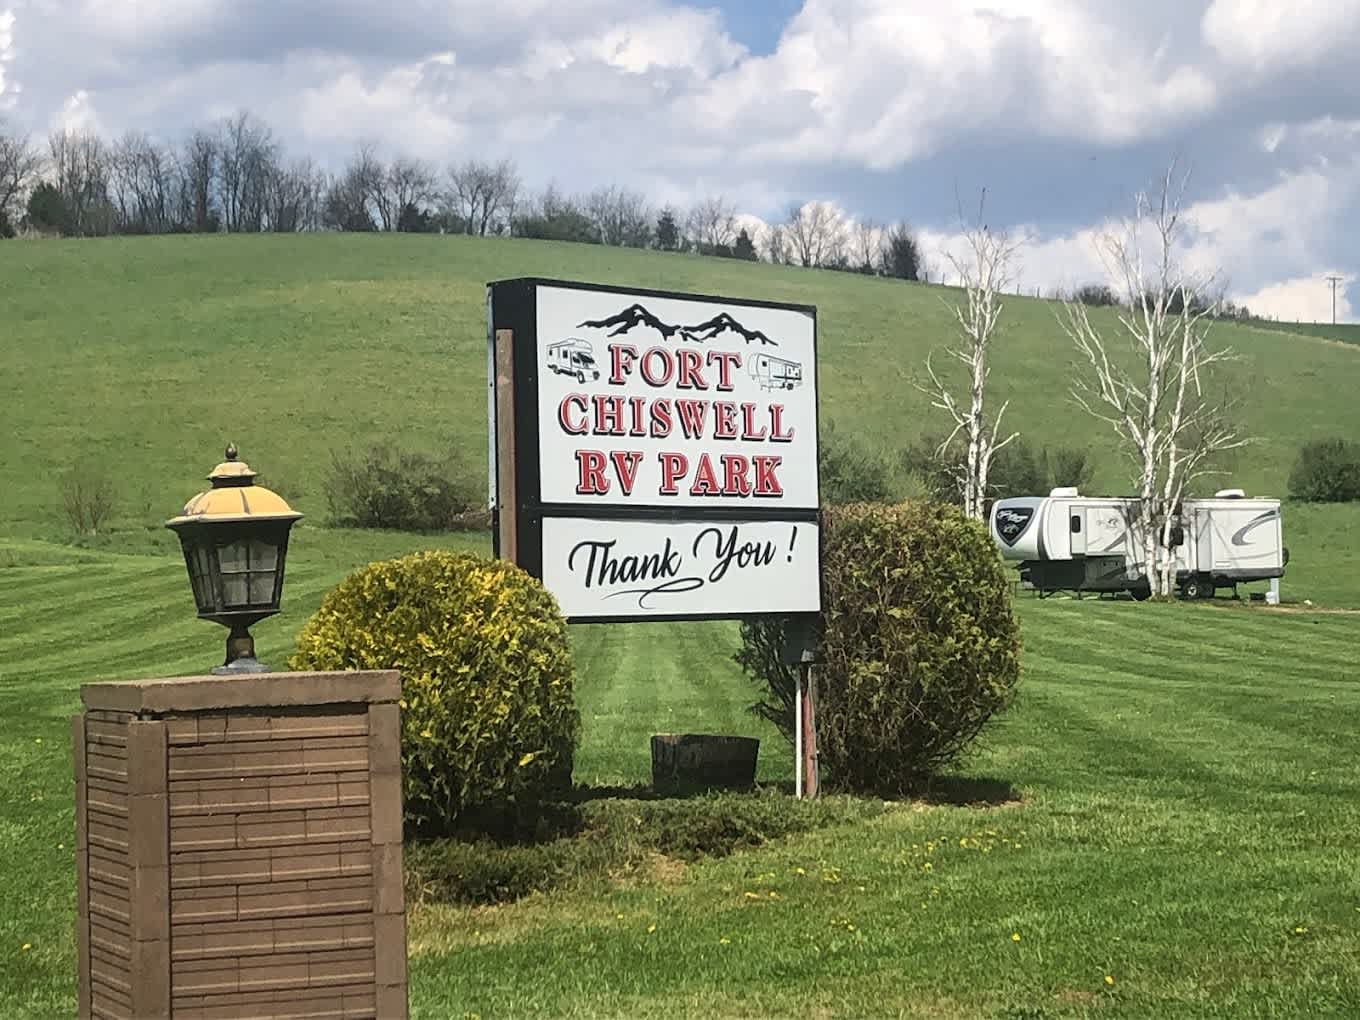 FORT
CHISWELL
RV PARK
Thank You !